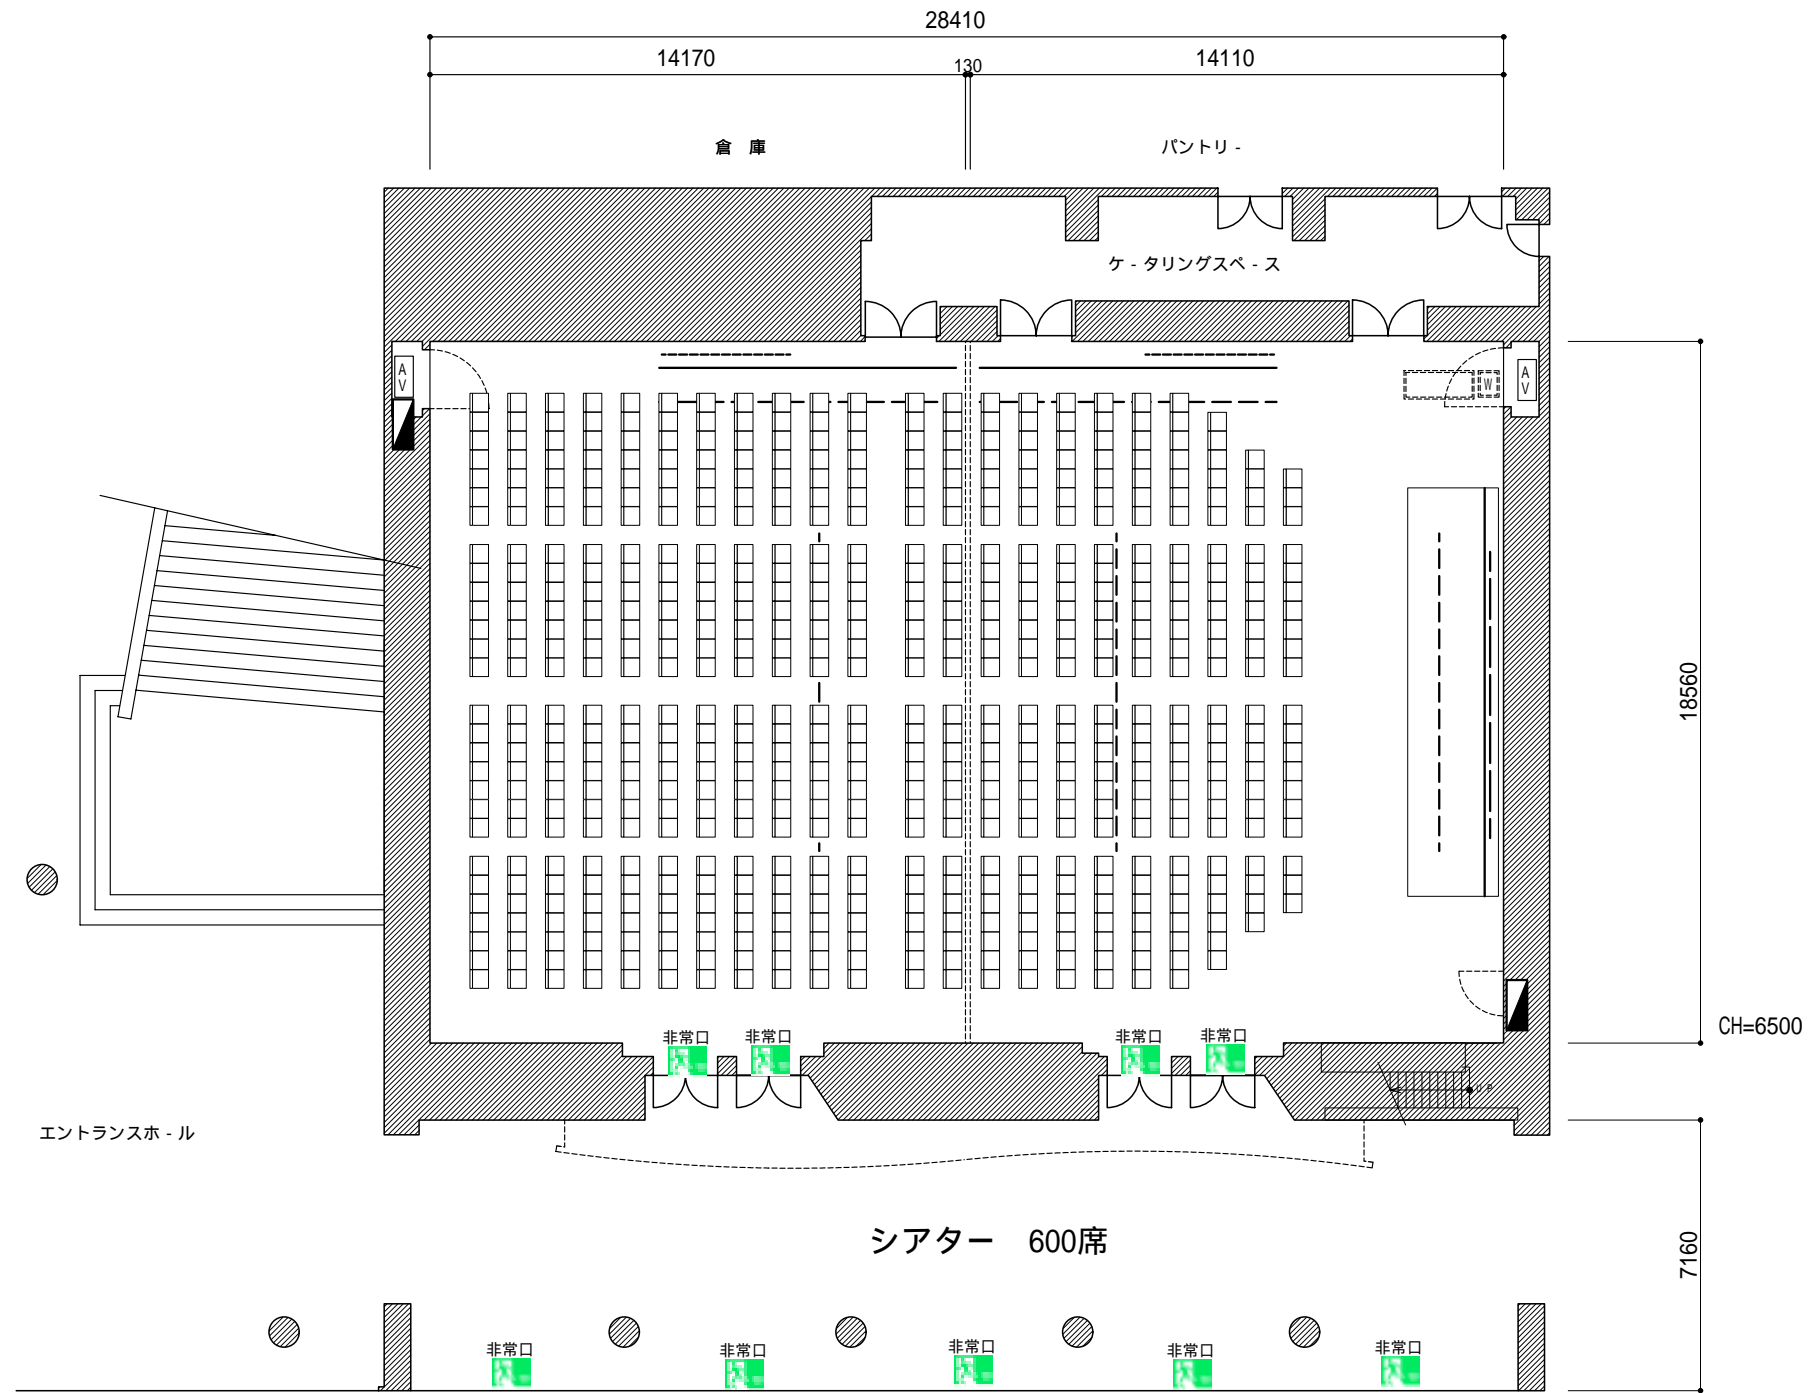 28410
14170
130
14110
倉　庫
パントリ-
ケ-タリングスペ-ス
AV
W
AV
18560
CH=6500
非常口
非常口
非常口
非常口
UP
エントランスホ-ル
シアター　600席
7160
非常口
非常口
非常口
非常口
非常口